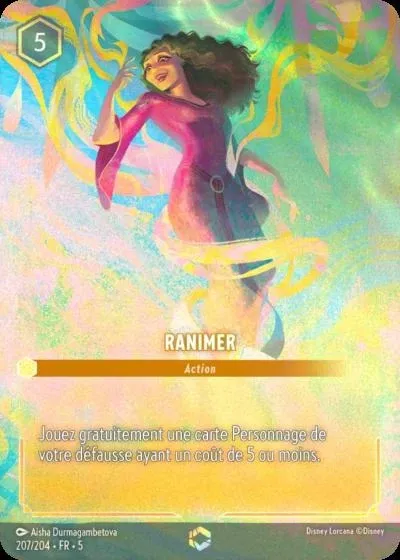 5
RANIMER
Action
Jouez gratuitement une carte Personnage de
votre défausse ayant un coût de 5 ou moins.
Aisha Durmagambetova
Disney Lorcana ©Disney
207/204 • FR • 5